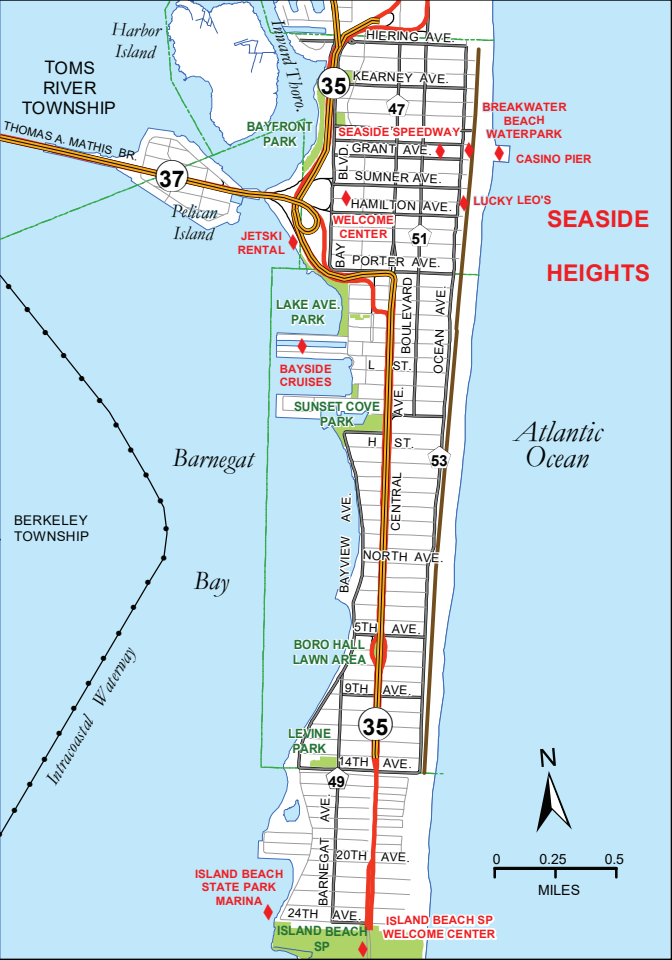 HIERING AVE.
Harbor
Island
Inward Thoro.
TOMS
RIVER
TOWNSHIP
35
KEARNEY AVE.
47
BREAKWATER
BEACH
WATERPARK
THOMAS A. MATHIS BR.
BAYFRONT
PARK
SEASIDE SPEEDWAY
GRANT AVE.
CASINO PIER
37
SUMNER AVE.
BAY BLVD.
HAMILTON AVE.
LUCKY LEO'S
Pelican
Island
WELCOME
CENTER
SEASIDE
HEIGHTS
JETSKI
RENTAL
51
PORTER AVE.
LAKE AVE.
PARK
BOULEVARD
OCEAN AVE.
L ST.
BAYSIDE
CRUISES
SUNSET COVE
PARK
H ST.
CENTRAL AVE.
53
Atlantic
Ocean
Barnegat
Bay
BERKELEY
TOWNSHIP
BAYVIEW AVE.
NORTH AVE.
5TH AVE.
BORO HALL
LAWN AREA
9TH AVE.
Intracoastal Waterway
35
LEVINE
PARK
14TH AVE.
49
N
0 0.25 0.5
MILES
BARNEGAT AVE.
20TH AVE.
ISLAND BEACH
STATE PARK
MARINA
24TH AVE.
ISLAND BEACH SP
WELCOME CENTER
ISLAND BEACH
SP